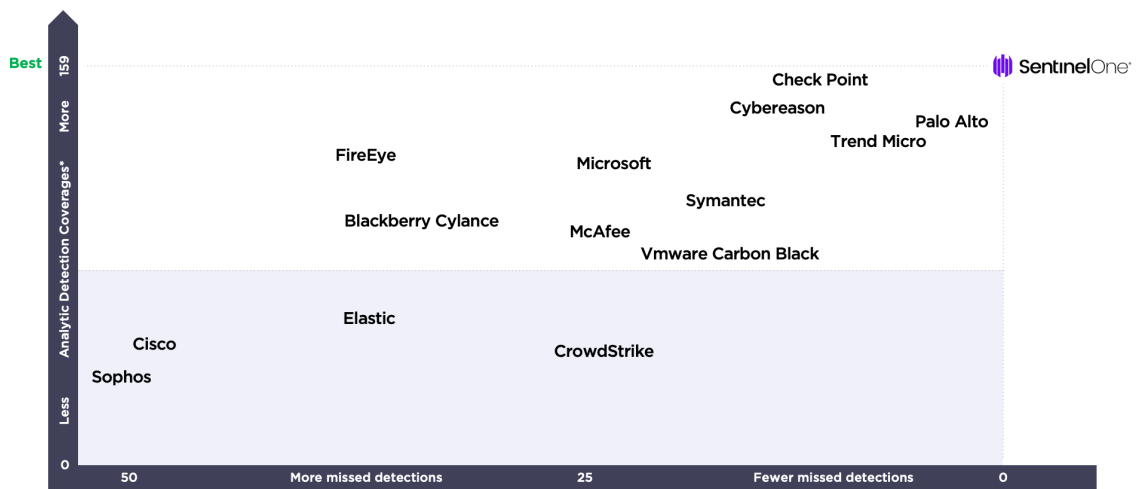 Best
159
SentinelOne
Check Point
Cybereason
More
Palo Alto
Trend Micro
FireEye
Microsoft
Analytic Detection Coverages*
Symantec
Blackberry Cylance
McAfee
Vmware Carbon Black
Elastic
Cisco
CrowdStrike
Sophos
Less
0
50
More missed detections
25
Fewer missed detections
0